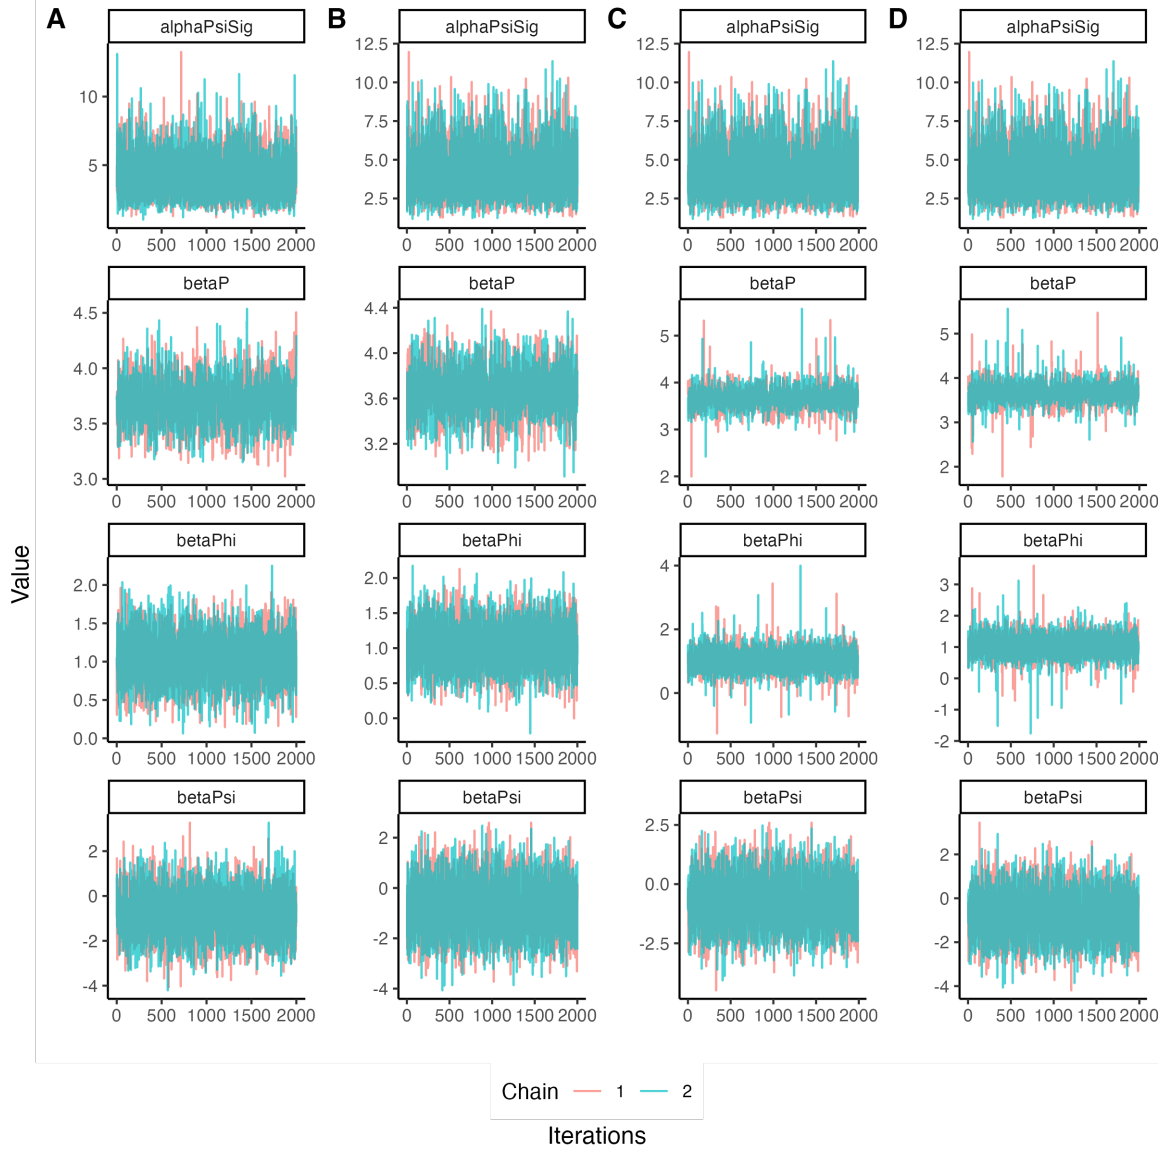 A B C D
alphaPsiSig alphaPsiSig alphaPsiSig alphaPsiSig
12.5 12.5 12.5
10 10.0 10.0 10.0
7.5 7.5 7.5
5 5.0 5.0 5.0
2.5 2.5 2.5
0 500 1000 1500 2000 0 500 1000 1500 2000 0 500 1000 1500 2000 0 500 1000 1500 2000
betaP betaP betaP betaP
4.5 4.4 5 5
4.0 4.0 4 4
3.5 3.6 3 3
3.0 3.2 2 2
0 500 1000 1500 2000 0 500 1000 1500 2000 0 500 1000 1500 2000 0 500 1000 1500 2000
betaPhi betaPhi betaPhi betaPhi
2.0 2.0 4 3
1.5 1.5 2 2
1.0 1.0 0 1
0.5 0.5 0
0.0 0.0 -1
-2
0 500 1000 1500 2000 0 500 1000 1500 2000 0 500 1000 1500 2000 0 500 1000 1500 2000
betaPsi betaPsi betaPsi betaPsi
2 2 2.5 2
0 0 0.0 0
-2 -2 -2.5 -2
-4 -4 -4
0 500 1000 1500 2000 0 500 1000 1500 2000 0 500 1000 1500 2000 0 500 1000 1500 2000
Value
Chain 1 2
Iterations